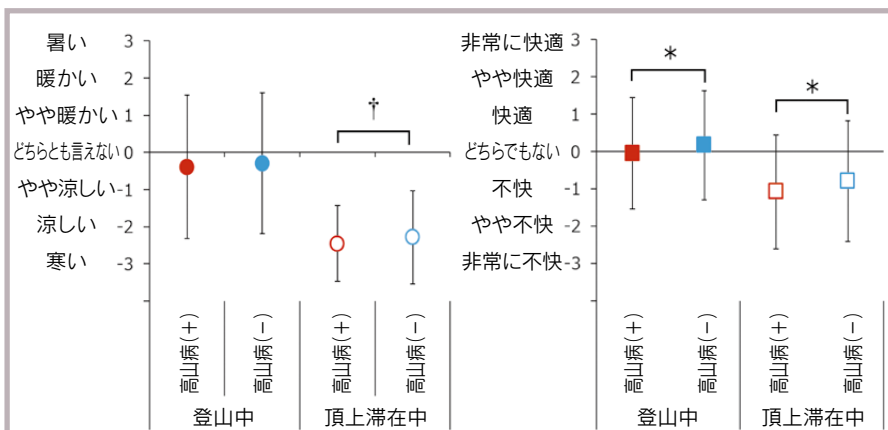 暑い 3
暖かい 2
やや暖かい 1
どちらとも言えない 0
やや涼しい -1
涼しい -2
寒い -3
†
高山病(+)
高山病(-)
高山病(+)
高山病(-)
登山中
頂上滞在中
非常に快適 3
やや快適 2
快適 1
どちらでもない 0
不快 -1
やや不快 -2
非常に不快 -3
*
*
高山病(+)
高山病(-)
高山病(+)
高山病(-)
登山中
頂上滞在中